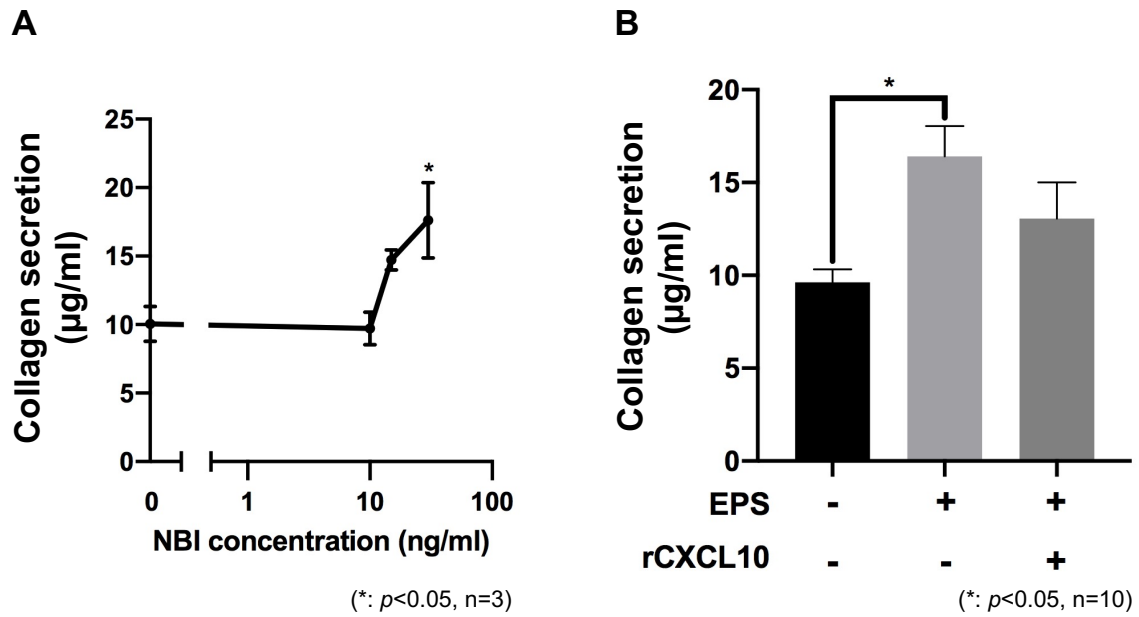 A
B
Collagen secretion
(µg/ml)
25
20
15
10
5
0
*
0 1 10 100
NBI concentration (ng/ml)
(*: p<0.05, n=3)
Collagen secretion
(µg/ml)
20
15
10
5
0
*
EPS - + +
rCXCL10 - - +
(*: p<0.05, n=10)